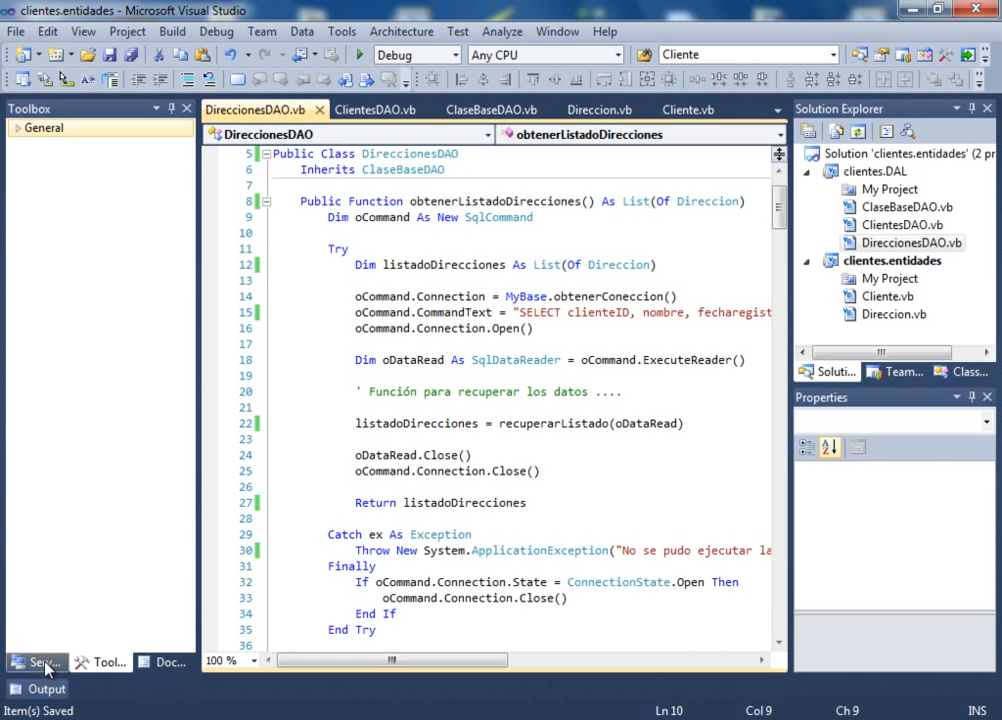 clientes.entidades - Microsoft Visual Studio
File Edit View Project Build Debug Team Data Tools Architecture Test Analyze Window Help
Debug Any CPU Cliente
Toolbox
General
DireccionesDAO.vb ClientesDAO.vb ClaseBaseDAO.vb Direccion.vb Cliente.vb
DireccionesDAO obtenerListadoDirecciones
5 Public Class DireccionesDAO
6 Inherits ClaseBaseDAO
7
8 Public Function obtenerListadoDirecciones() As List(Of Direccion)
9 Dim oCommand As New SqlCommand
10
11 Try
12 Dim listadoDirecciones As List(Of Direccion)
13
14 oCommand.Connection = MyBase.obtenerConeccion()
15 oCommand.CommandText = "SELECT clienteID, nombre, fecharegist
16 oCommand.Connection.Open()
17
18 Dim oDataRead As SqlDataReader = oCommand.ExecuteReader()
19
20 ' Función para recuperar los datos ....
21
22 listadoDirecciones = recuperarListado(oDataRead)
23
24 oDataRead.Close()
25 oCommand.Connection.Close()
26
27 Return listadoDirecciones
28
29 Catch ex As Exception
30 Throw New System.ApplicationException("No se pudo ejecutar la
31 Finally
32 If oCommand.Connection.State = ConnectionState.Open Then
33 oCommand.Connection.Close()
34 End If
35 End Try
36
100 %
Solution Explorer
Solution 'clientes.entidades' (2 pr
clientes.DAL
My Project
ClaseBaseDAO.vb
ClientesDAO.vb
DireccionesDAO.vb
clientes.entidades
My Project
Cliente.vb
Direccion.vb
Soluti... Team... Class...
Properties
Serv... Tool... Doc...
Output
Item(s) Saved Ln 10 Col 9 Ch 9 INS